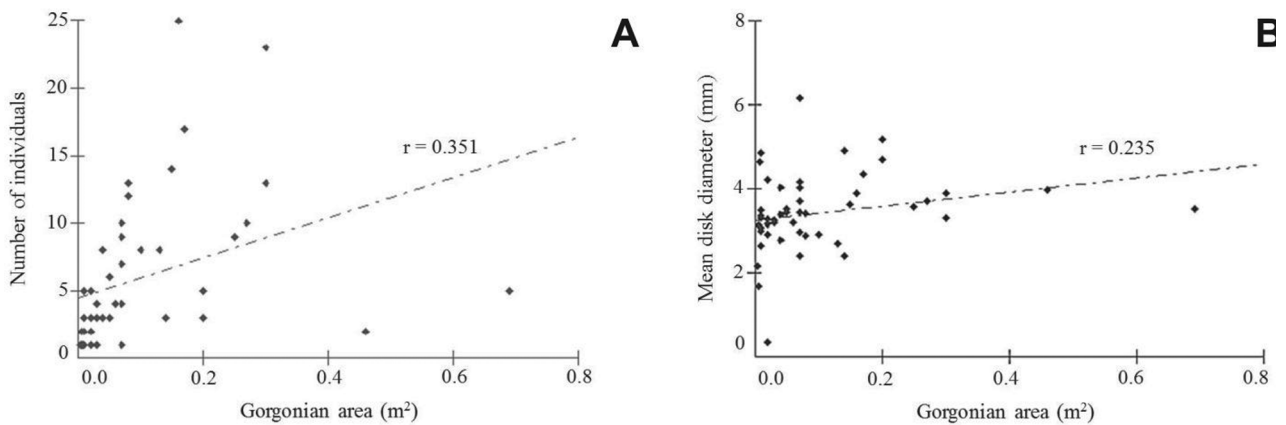 A
25
20
15
10
5
0
Number of individuals
r = 0.351
0.0 0.2 0.4 0.6 0.8
Gorgonian area (m²)
B
8
6
4
2
0
Mean disk diameter (mm)
r = 0.235
0.0 0.2 0.4 0.6 0.8
Gorgonian area (m²)